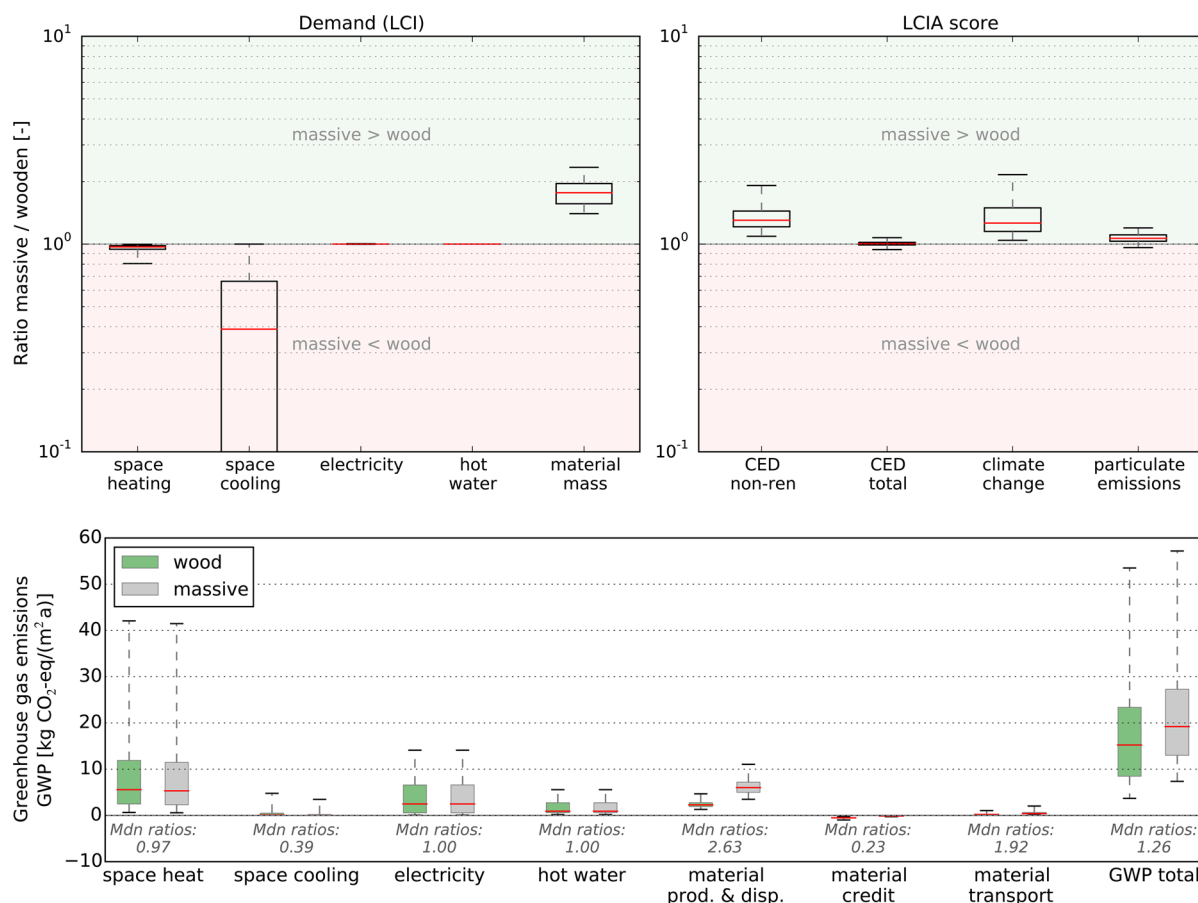 Demand (LCI)
LCIA score
Ratio massive / wooden [-]
10^1
10^0
10^-1
massive > wood
massive < wood
space heating
space cooling
electricity
hot water
material mass
10^1
10^0
10^-1
massive > wood
massive < wood
CED non-ren
CED total
climate change
particulate emissions
Greenhouse gas emissions
GWP [kg CO₂-eq/(m² a)]
60
50
40
30
20
10
0
−10
wood
massive
Mdn ratios:
0.97
Mdn ratios:
0.39
Mdn ratios:
1.00
Mdn ratios:
1.00
Mdn ratios:
2.63
Mdn ratios:
0.23
Mdn ratios:
1.92
Mdn ratios:
1.26
space heat
space cooling
electricity
hot water
material
prod. & disp.
material
credit
material
transport
GWP total